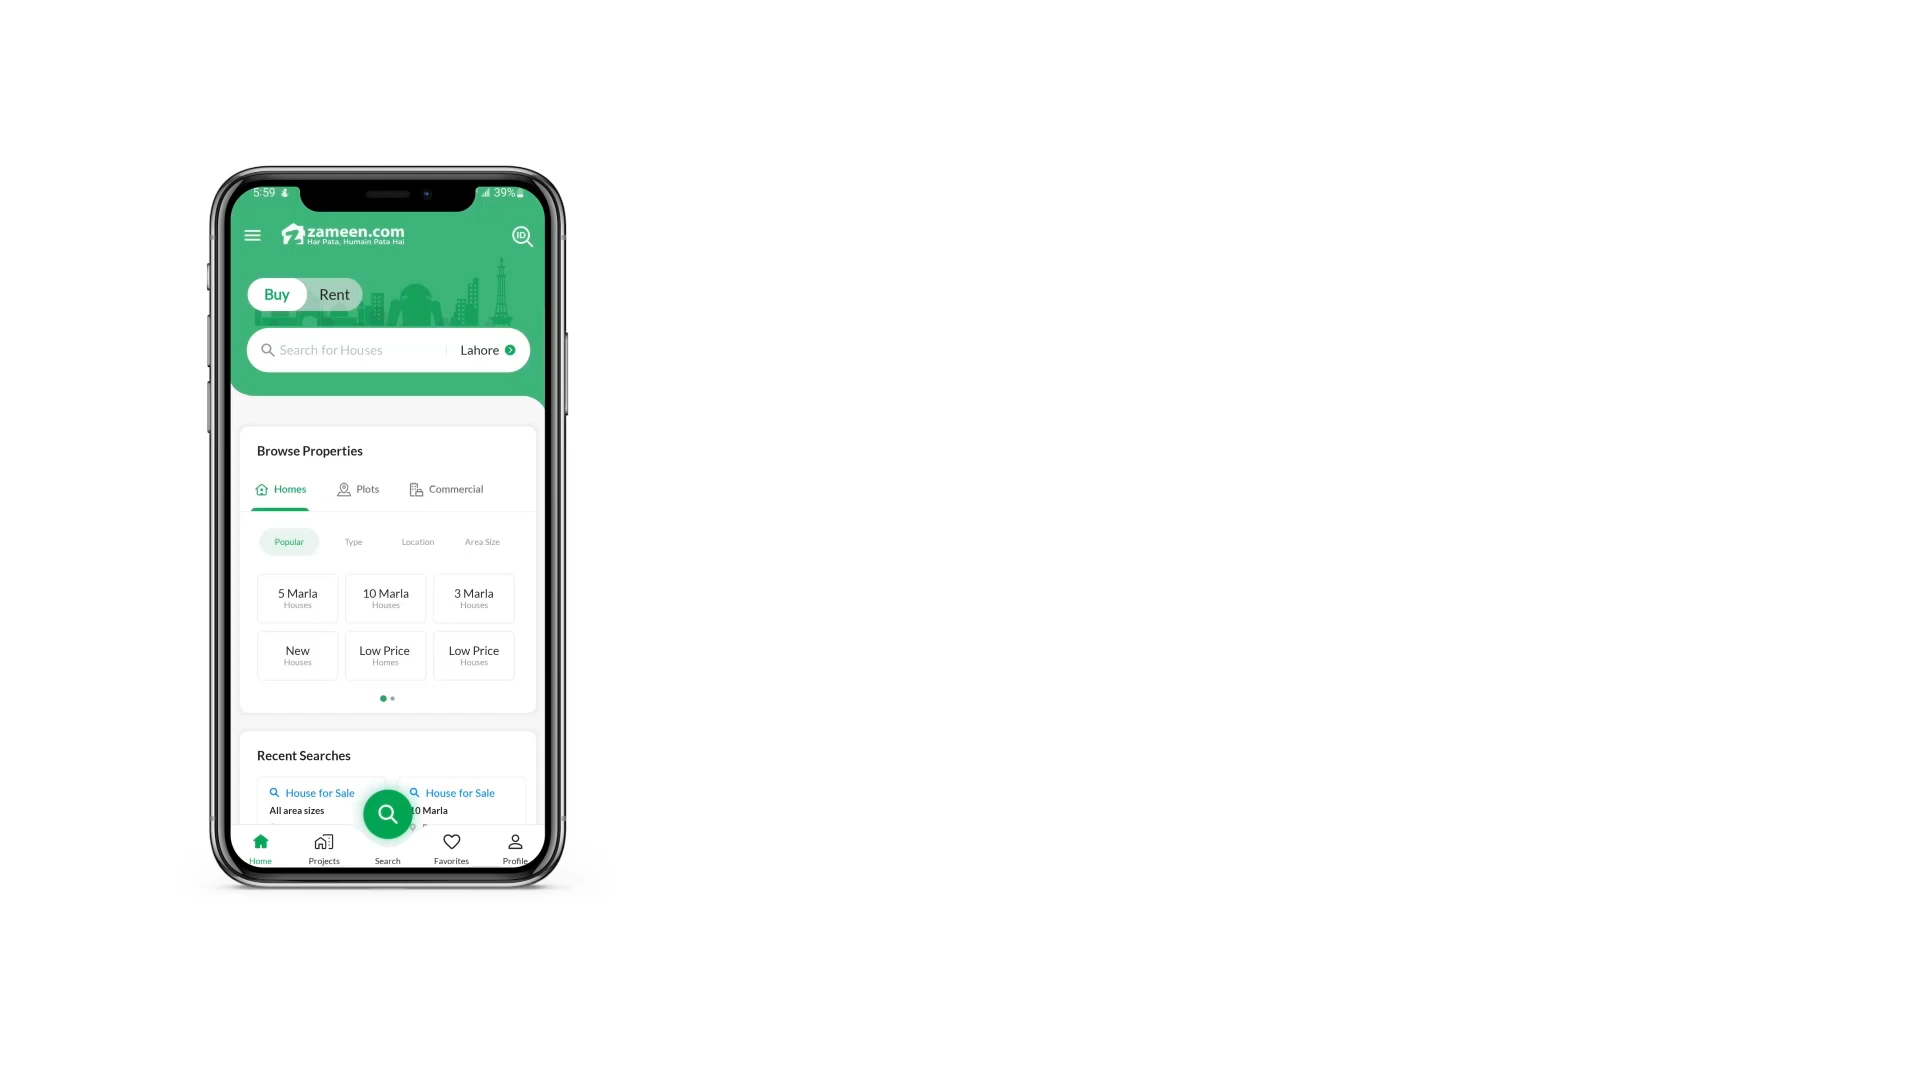 5:59
39%
zameen.com
Har Pata, Humain Pata Hai
ID
Buy Rent
Search for Houses Lahore
Browse Properties
Homes Plots Commercial
Popular Type Location Area Size
5 Marla 10 Marla 3 Marla
Houses Houses Houses
New Low Price Low Price
Houses Homes Houses
Recent Searches
House for Sale House for Sale
All area sizes 10 Marla
Home Projects Search Favorites Profile